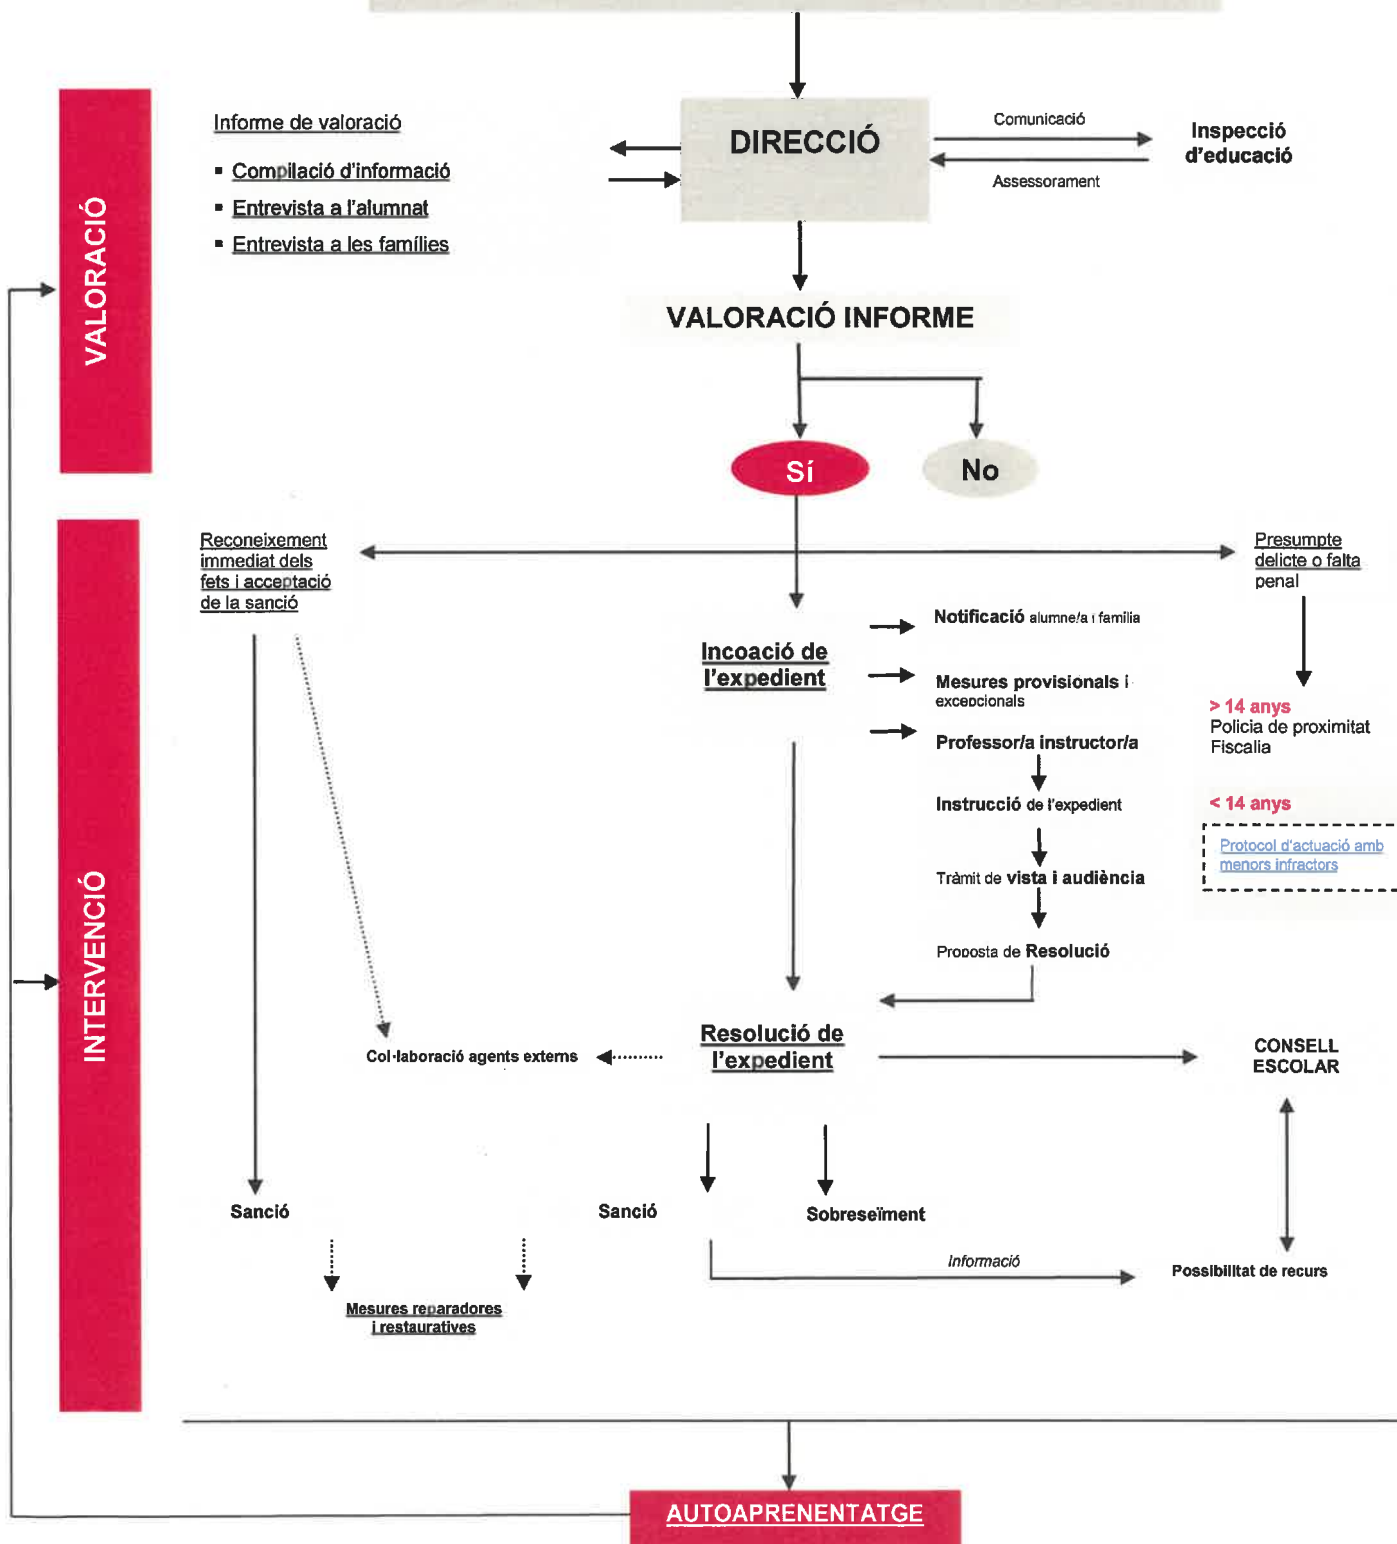 VALORACIÓ
Informe de valoració
▪ Compilació d'informació
▪ Entrevista a l'alumnat
▪ Entrevista a les famílies
DIRECCIÓ
Comunicació
Assessorament
Inspecció
d'educació
VALORACIÓ INFORME
Sí
No
INTERVENCIÓ
Reconeixement
immediat dels
fets i acceptació
de la sanció
Presumpte
delicte o falta
penal
Incoació de
l'expedient
Notificació alumne/a i família
Mesures provisionals i
excepcionals
Professor/a instructor/a
Instrucció de l'expedient
Tràmit de vista i audiència
Proposta de Resolució
> 14 anys
Policia de proximitat
Fiscalia
< 14 anys
Protocol d'actuació amb
menors infractors
Col·laboració agents externs
Resolució de
l'expedient
CONSELL
ESCOLAR
Sanció
Sanció
Sobreseïment
Informació
Possibilitat de recurs
Mesures reparadores
i restauratives
AUTOAPRENENTATGE